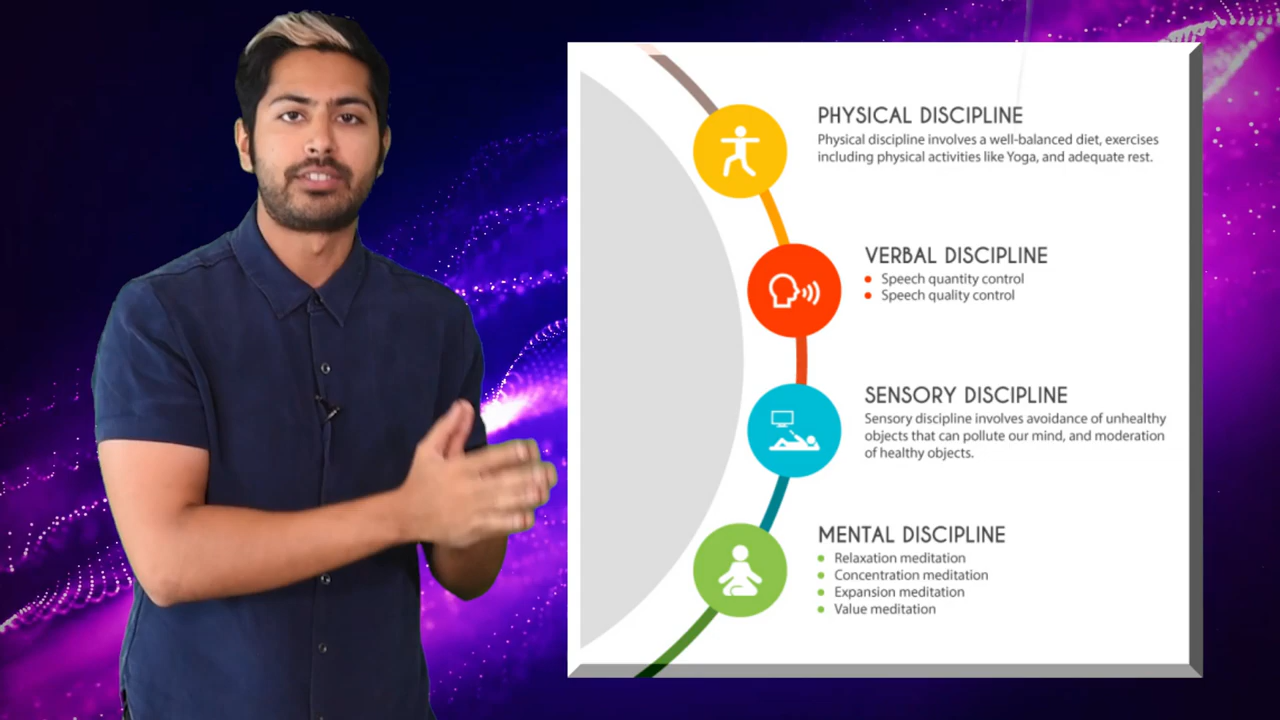 PHYSICAL DISCIPLINE
Physical discipline involves a well-balanced diet, exercises
including physical activities like Yoga, and adequate rest.
VERBAL DISCIPLINE
Speech quantity control
Speech quality control
SENSORY DISCIPLINE
Sensory discipline involves avoidance of unhealthy
objects that can pollute our mind, and moderation
of healthy objects.
MENTAL DISCIPLINE
Relaxation meditation
Concentration meditation
Expansion meditation
Value meditation